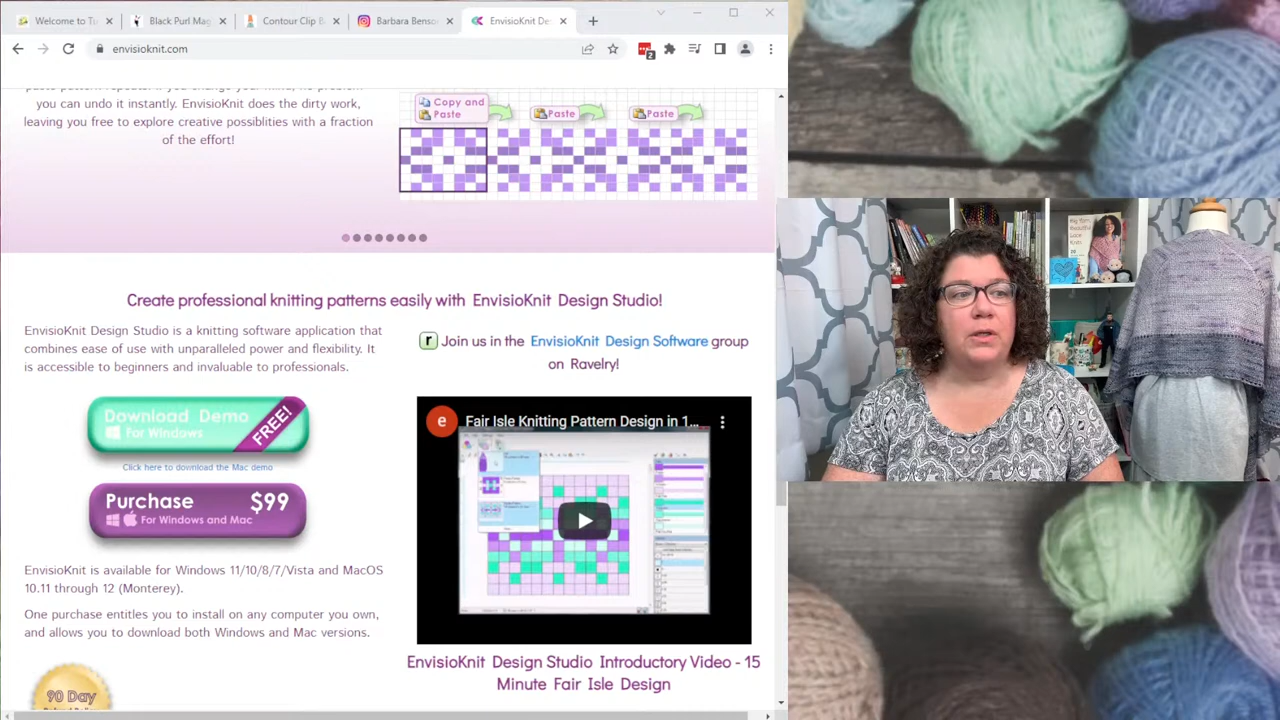 Welcome to Tu
Black Purl Mag
Contour Clip B
Barbara Benso
EnvisioKnit De
envisioknit.com
2
you can undo it instantly. EnvisioKnit does the dirty work,
leaving you free to explore creative possiblities with a fraction
of the effort!
Copy and
Paste
Paste
Paste
Create professional knitting patterns easily with EnvisioKnit Design Studio!
EnvisioKnit Design Studio is a knitting software application that
combines ease of use with unparalleled power and flexibility. It
is accessible to beginners and invaluable to professionals.
Download Demo
For Windows
FREE!
Click here to download the Mac demo
Purchase $99
For Windows and Mac
EnvisioKnit is available for Windows 11/10/8/7/Vista and MacOS
10.11 through 12 (Monterey).
One purchase entitles you to install on any computer you own,
and allows you to download both Windows and Mac versions.
90 Day
r Join us in the EnvisioKnit Design Software group
on Ravelry!
e Fair Isle Knitting Pattern Design in 1...
EnvisioKnit Design Studio Introductory Video - 15
Minute Fair Isle Design
Big Yarn,
Beautiful
Lace
Knits
20